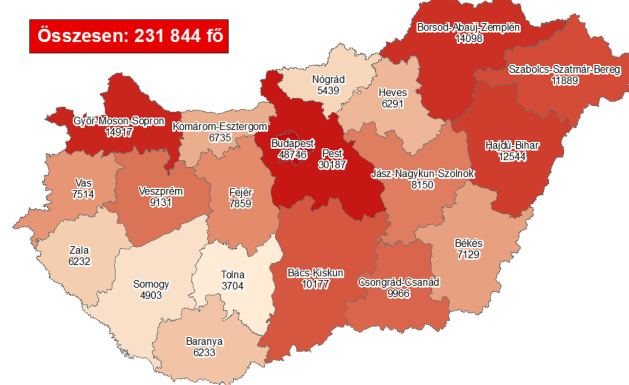 Összesen: 231 844 fő
Borsod-Abaúj-Zemplén
14098
Szabolcs-Szatmár-Bereg
11889
Nógrád
5439
Heves
6291
Győr-Moson-Sopron
14917
Komárom-Esztergom
6735
Budapest
48746
Pest
30187
Hajdú-Bihar
12544
Jász-Nagykun-Szolnok
8150
Vas
7514
Veszprém
9131
Fejér
7859
Zala
6232
Somogy
4903
Tolna
3704
Bács-Kiskun
10177
Békés
7129
Csongrád-Csanád
9966
Baranya
6233